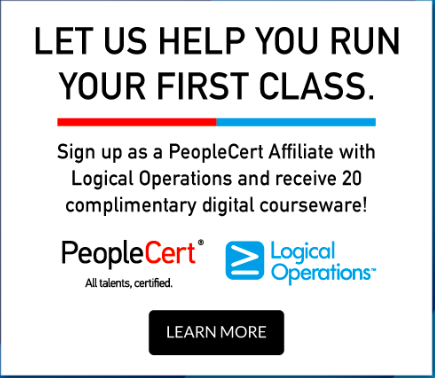 LET US HELP YOU RUN
YOUR FIRST CLASS.
Sign up as a PeopleCert Affiliate with
Logical Operations and receive 20
complimentary digital courseware!
PeopleCert®
All talents, certified.
Logical
Operations™
LEARN MORE